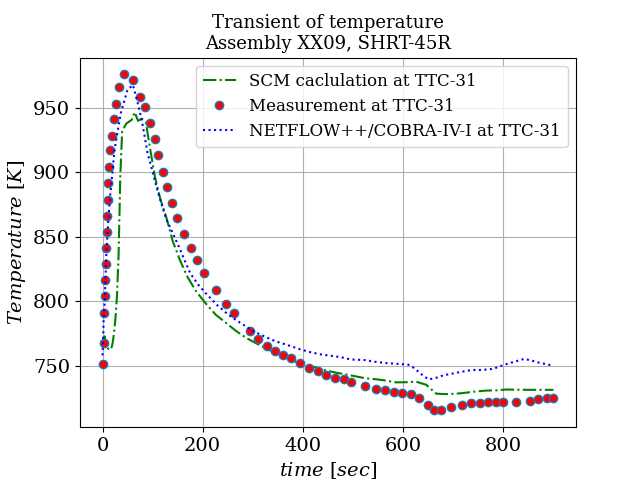 Transient of temperature
Assembly XX09, SHRT-45R
SCM caclulation at TTC-31
Measurement at TTC-31
NETFLOW++/COBRA-IV-I at TTC-31
Temperature [K]
950
900
850
800
750
0 200 400 600 800
time [sec]